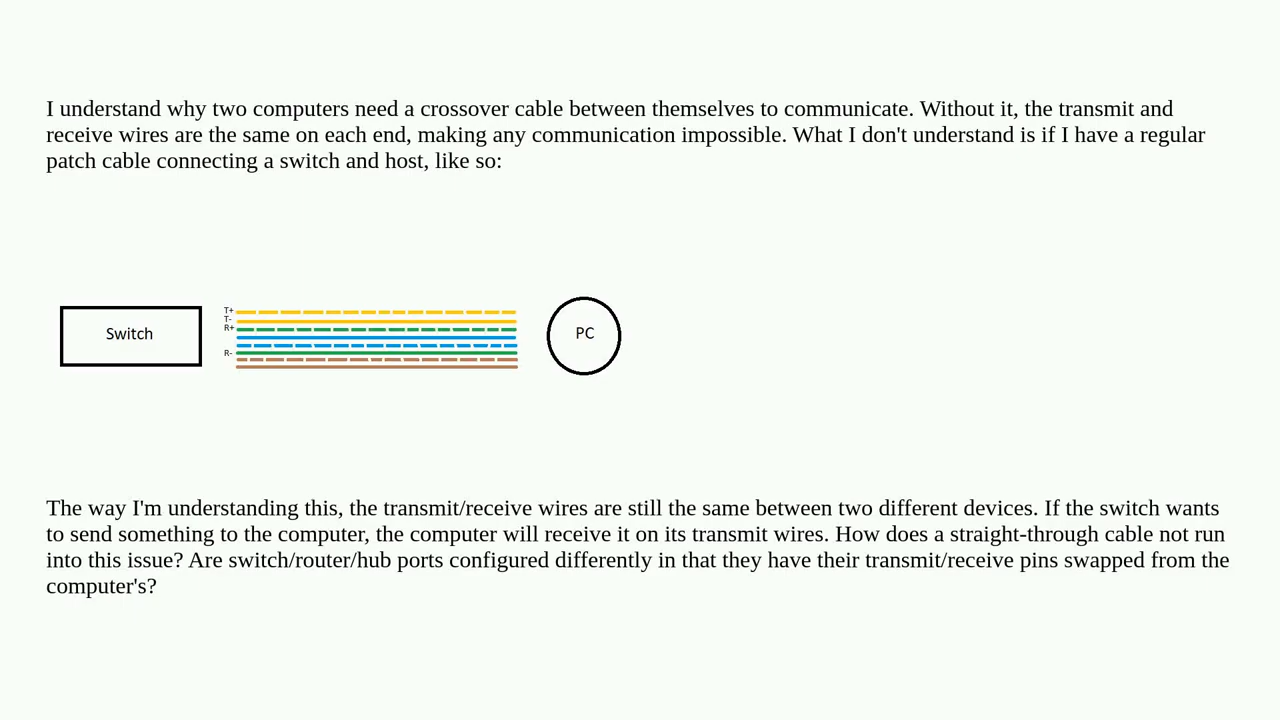 I understand why two computers need a crossover cable between themselves to communicate. Without it, the transmit and
receive wires are the same on each end, making any communication impossible. What I don't understand is if I have a regular
patch cable connecting a switch and host, like so:
Switch
T+
T-
R+
R-
PC
The way I'm understanding this, the transmit/receive wires are still the same between two different devices. If the switch wants
to send something to the computer, the computer will receive it on its transmit wires. How does a straight-through cable not run
into this issue? Are switch/router/hub ports configured differently in that they have their transmit/receive pins swapped from the
computer's?